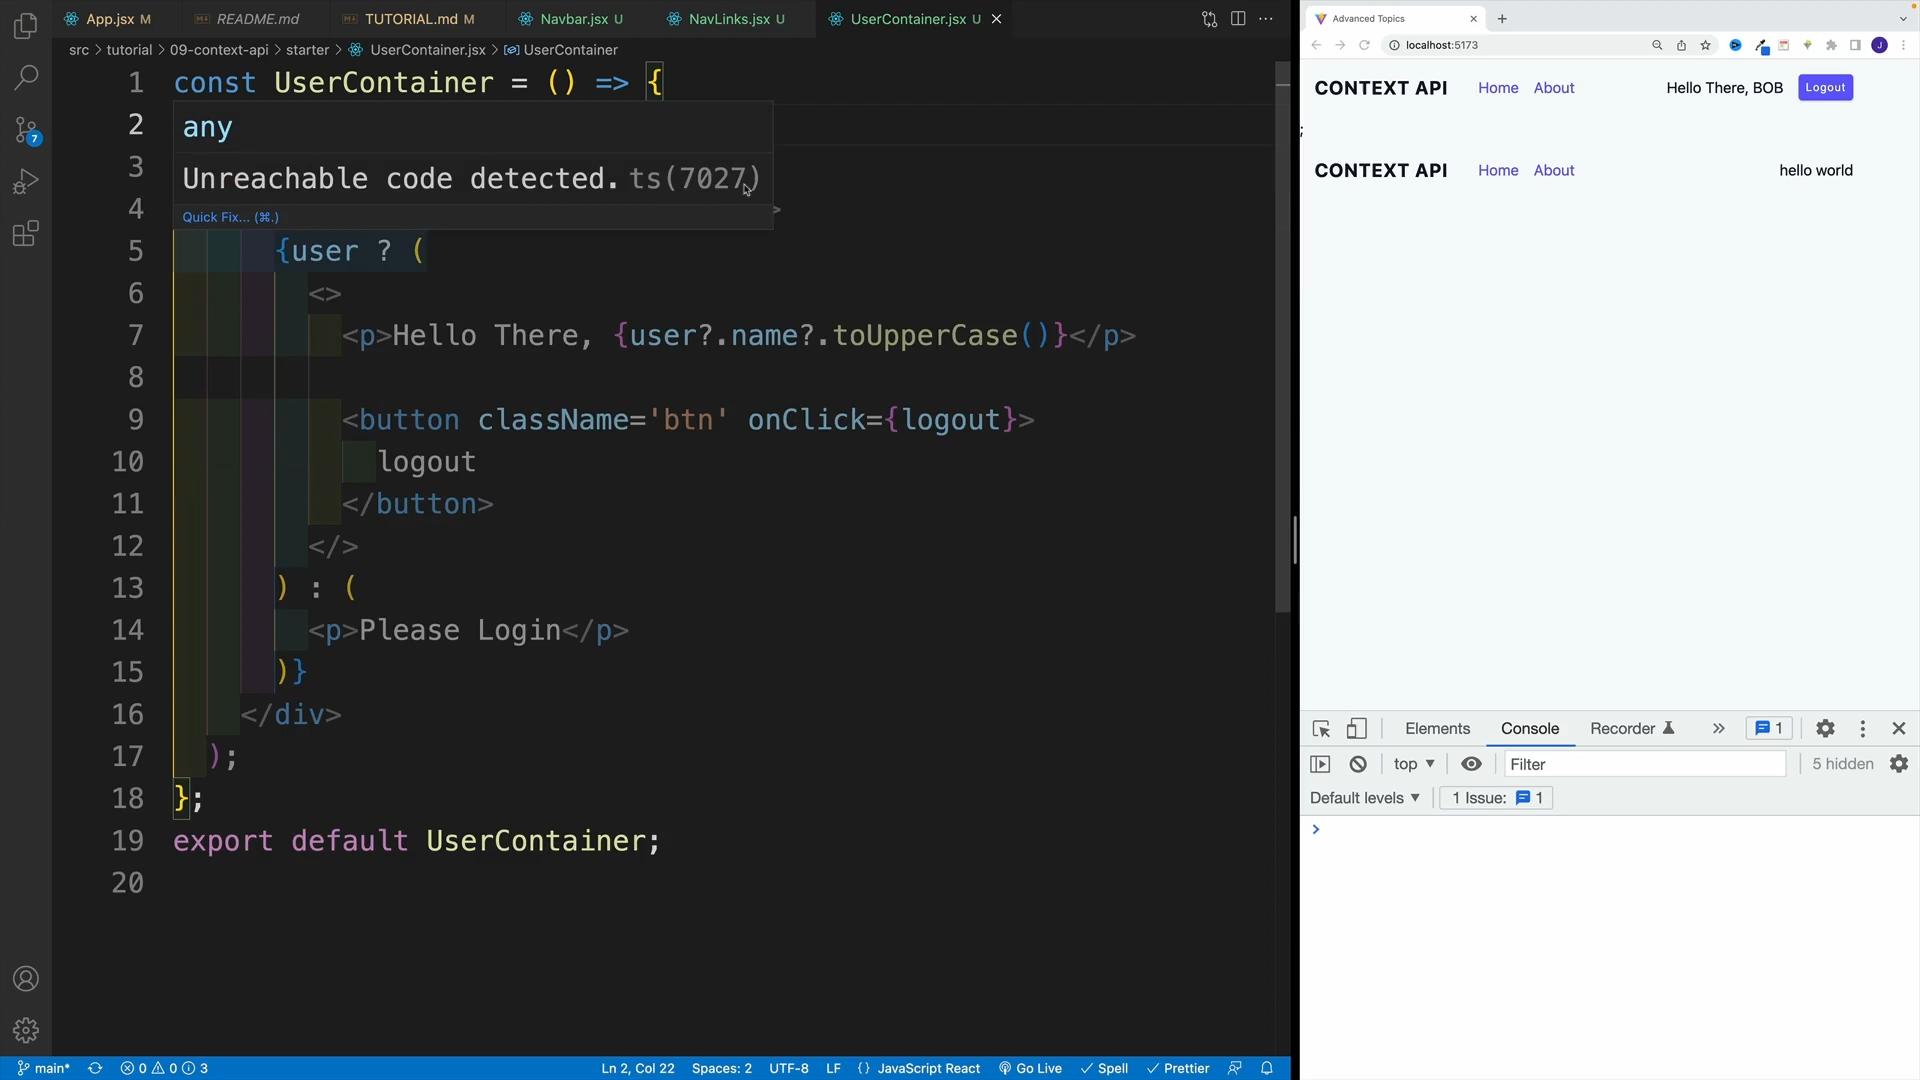 App.jsx M
README.md
TUTORIAL.md M
Navbar.jsx U
NavLinks.jsx U
UserContainer.jsx U
src > tutorial > 09-context-api > starter > UserContainer.jsx > UserContainer
1 const UserContainer = () => {
2
any
3
Unreachable code detected. ts(7027)
4 >
Quick Fix... (⌘.)
5 {user ? (
6 <>
7 <p>Hello There, {user?.name?.toUpperCase()}</p>
8
9 <button className='btn' onClick={logout}>
10 logout
11 </button>
12 </>
13 ) : (
14 <p>Please Login</p>
15 )}
16 </div>
17 );
18 };
19 export default UserContainer;
20
7
main*
0 0 3
Ln 2, Col 22
Spaces: 2
UTF-8
LF
{} JavaScript React
Go Live
Spell
Prettier
Advanced Topics
localhost:5173
J
CONTEXT API Home About Hello There, BOB Logout
;
CONTEXT API Home About hello world
Elements Console Recorder 1
top Filter 5 hidden
Default levels 1 Issue: 1